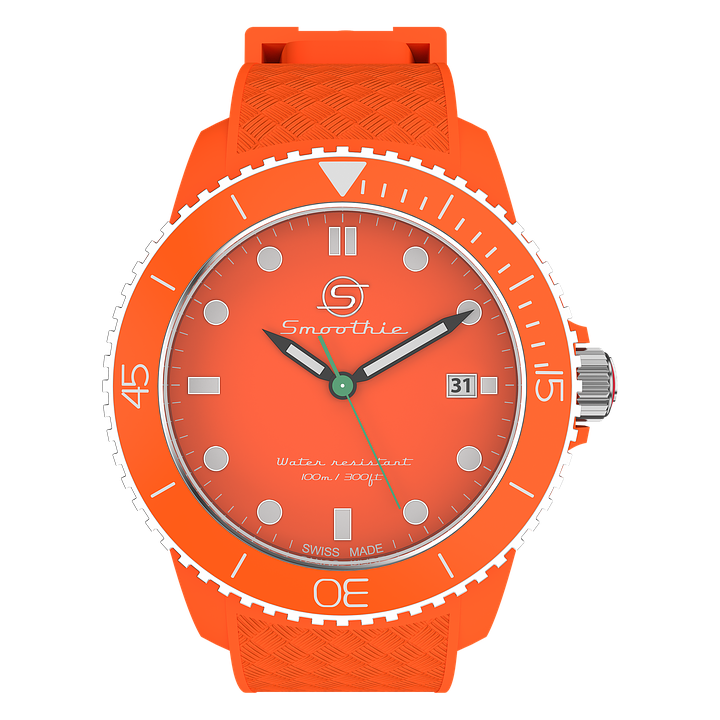 S
Smoothie
45
31
15
Water resistant
100m / 300ft
SWISS MADE
30